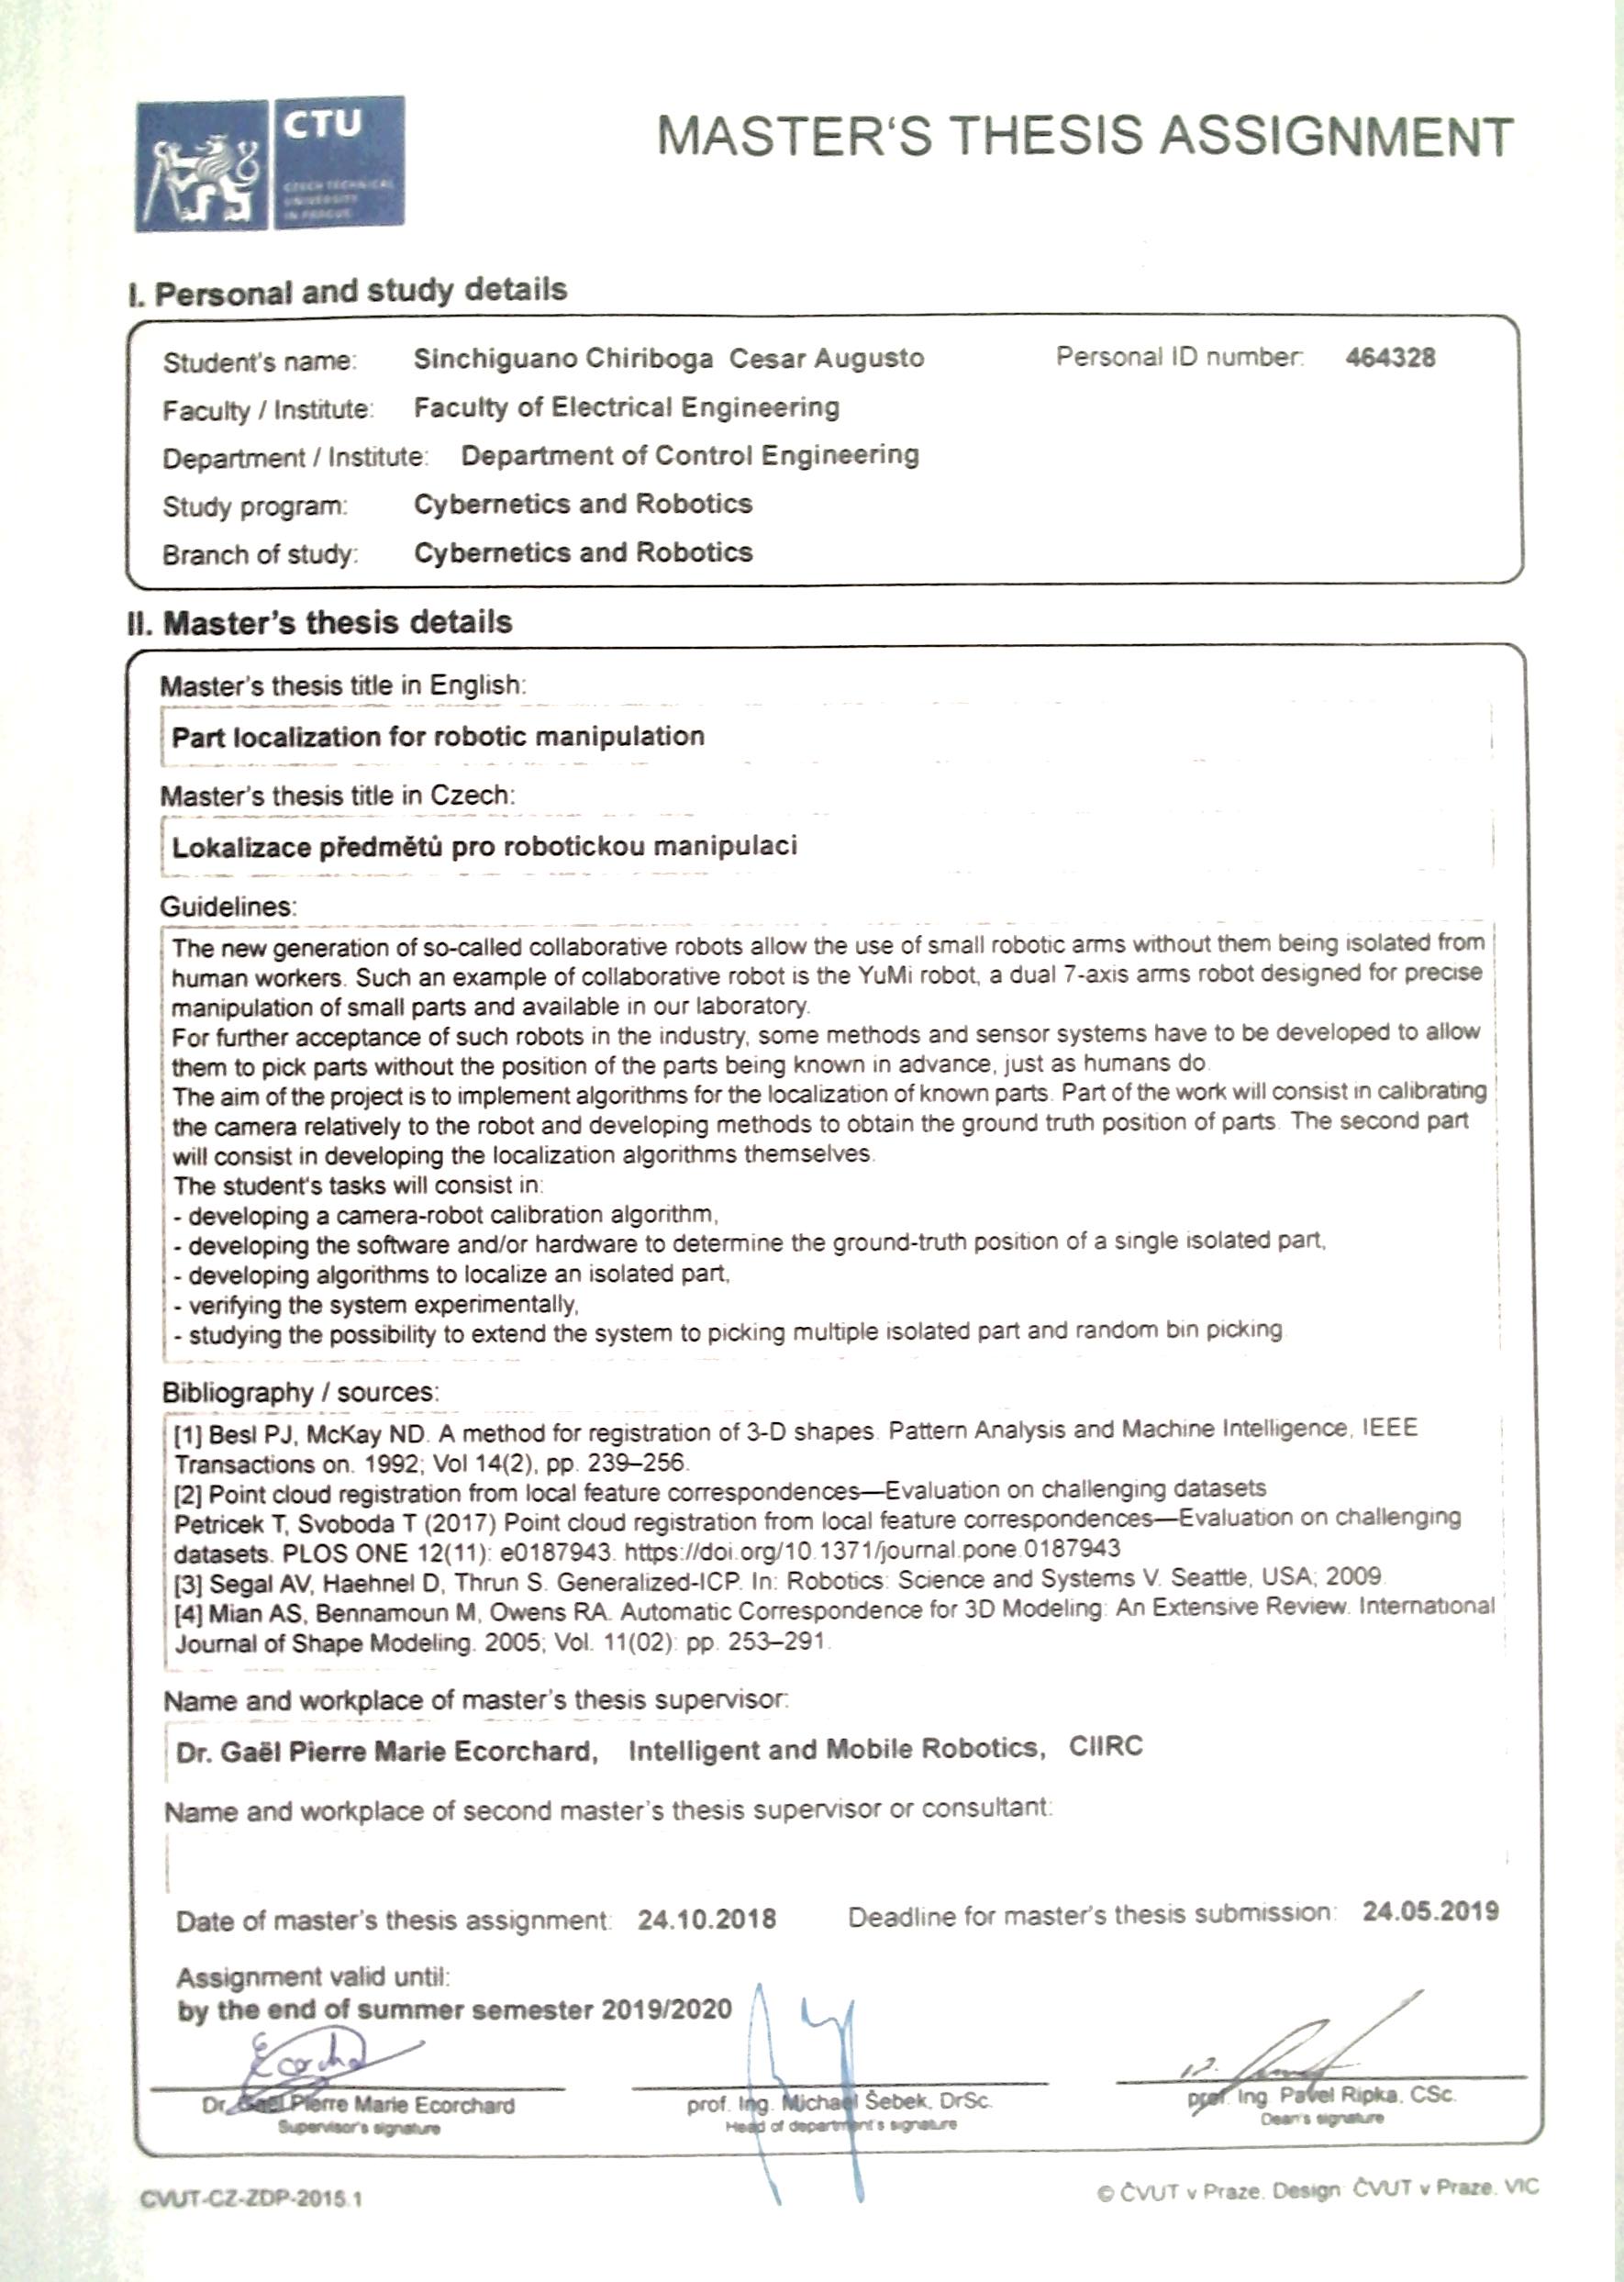 CTU
CZECH TECHNICAL
UNIVERSITY
IN PRAGUE
MASTER'S THESIS ASSIGNMENT
I. Personal and study details
Student's name: Sinchiguano Chiriboga Cesar Augusto Personal ID number: 464328
Faculty / Institute: Faculty of Electrical Engineering
Department / Institute: Department of Control Engineering
Study program: Cybernetics and Robotics
Branch of study: Cybernetics and Robotics
II. Master's thesis details
Master's thesis title in English:
Part localization for robotic manipulation
Master's thesis title in Czech:
Lokalizace předmětů pro robotickou manipulaci
Guidelines:
The new generation of so-called collaborative robots allow the use of small robotic arms without them being isolated from
human workers. Such an example of collaborative robot is the YuMi robot, a dual 7-axis arms robot designed for precise
manipulation of small parts and available in our laboratory.
For further acceptance of such robots in the industry, some methods and sensor systems have to be developed to allow
them to pick parts without the position of the parts being known in advance, just as humans do.
The aim of the project is to implement algorithms for the localization of known parts. Part of the work will consist in calibrating
the camera relatively to the robot and developing methods to obtain the ground truth position of parts. The second part
will consist in developing the localization algorithms themselves.
The student's tasks will consist in:
- developing a camera-robot calibration algorithm,
- developing the software and/or hardware to determine the ground-truth position of a single isolated part,
- developing algorithms to localize an isolated part,
- verifying the system experimentally,
- studying the possibility to extend the system to picking multiple isolated part and random bin picking
Bibliography / sources:
[1] Besl PJ, McKay ND. A method for registration of 3-D shapes. Pattern Analysis and Machine Intelligence, IEEE
Transactions on. 1992; Vol 14(2), pp. 239–256.
[2] Point cloud registration from local feature correspondences—Evaluation on challenging datasets
Petricek T, Svoboda T (2017) Point cloud registration from local feature correspondences—Evaluation on challenging
datasets. PLOS ONE 12(11): e0187943. https://doi.org/10.1371/journal.pone.0187943
[3] Segal AV, Haehnel D, Thrun S. Generalized-ICP. In: Robotics: Science and Systems V. Seattle, USA; 2009.
[4] Mian AS, Bennamoun M, Owens RA. Automatic Correspondence for 3D Modeling: An Extensive Review. International
Journal of Shape Modeling. 2005; Vol. 11(02): pp. 253–291.
Name and workplace of master's thesis supervisor:
Dr. Gaël Pierre Marie Ecorchard, Intelligent and Mobile Robotics, CIIRC
Name and workplace of second master's thesis supervisor or consultant:
Date of master's thesis assignment: 24.10.2018 Deadline for master's thesis submission: 24.05.2019
Assignment valid until:
by the end of summer semester 2019/2020
Dr. Gaël Pierre Marie Ecorchard prof. Ing. Michael Šebek, DrSc. prof. Ing. Pavel Ripka, CSc.
Supervisor's signature Head of department's signature Dean's signature
CVUT-CZ-ZDP-2015.1 © ČVUT v Praze, Design: ČVUT v Praze, VIC